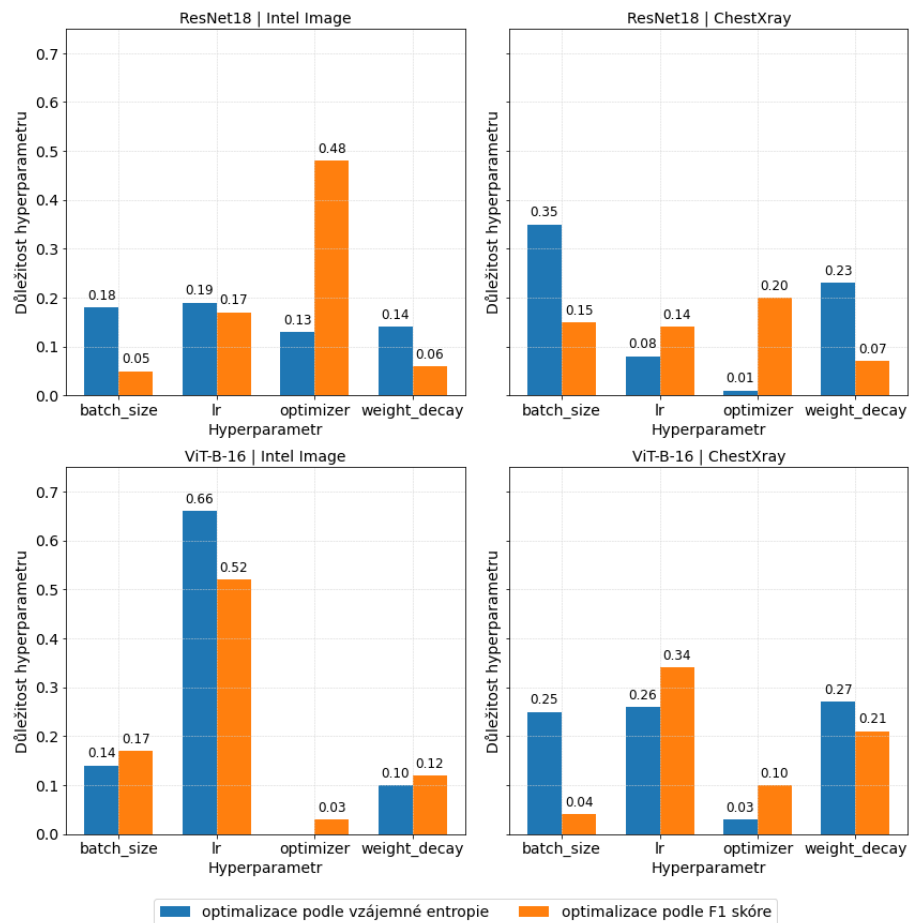 ResNet18 | Intel Image
Důležitost hyperparametru
0.7
0.6
0.5
0.4
0.3
0.2
0.1
0.0
0.18
0.05
0.19
0.17
0.13
0.48
0.14
0.06
batch_size lr optimizer weight_decay
Hyperparametr
ResNet18 | ChestXray
Důležitost hyperparametru
0.35
0.15
0.08
0.14
0.01
0.20
0.23
0.07
batch_size lr optimizer weight_decay
Hyperparametr
ViT-B-16 | Intel Image
Důležitost hyperparametru
0.7
0.6
0.5
0.4
0.3
0.2
0.1
0.0
0.14
0.17
0.66
0.52
0.03
0.10
0.12
batch_size lr optimizer weight_decay
Hyperparametr
ViT-B-16 | ChestXray
Důležitost hyperparametru
0.25
0.04
0.26
0.34
0.03
0.10
0.27
0.21
batch_size lr optimizer weight_decay
Hyperparametr
optimalizace podle vzájemné entropie optimalizace podle F1 skóre